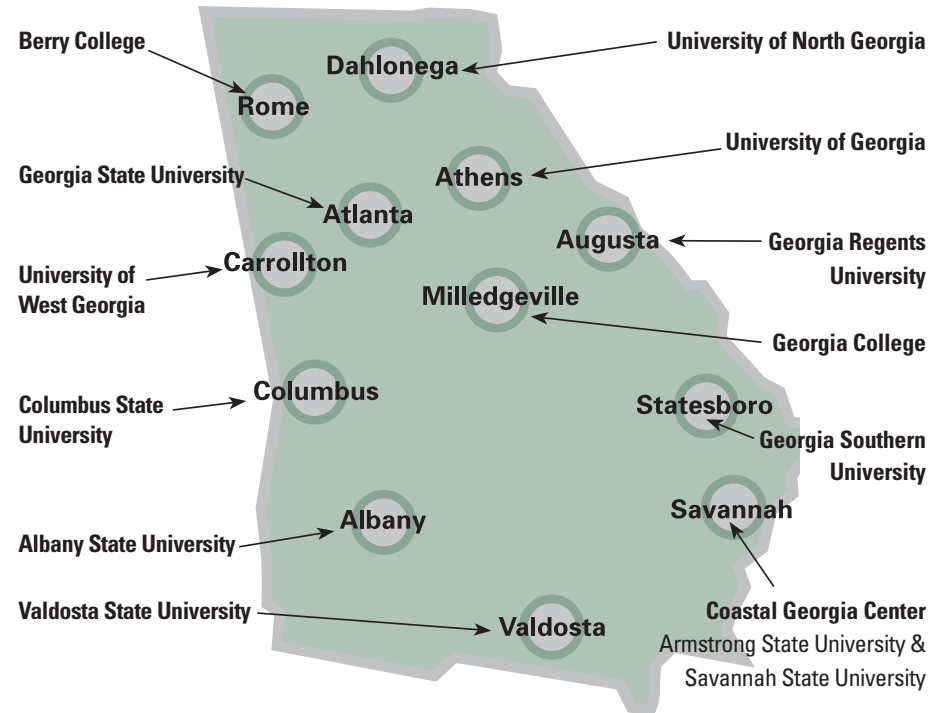 Berry College
University of North Georgia
Dahlonega
Rome
University of Georgia
Georgia State University
Athens
Atlanta
Augusta
Georgia Regents
University
Carrollton
University of
West Georgia
Milledgeville
Georgia College
Columbus
Columbus State
University
Statesboro
Georgia Southern
University
Savannah
Albany
Albany State University
Valdosta State University
Valdosta
Coastal Georgia Center
Armstrong State University &
Savannah State University